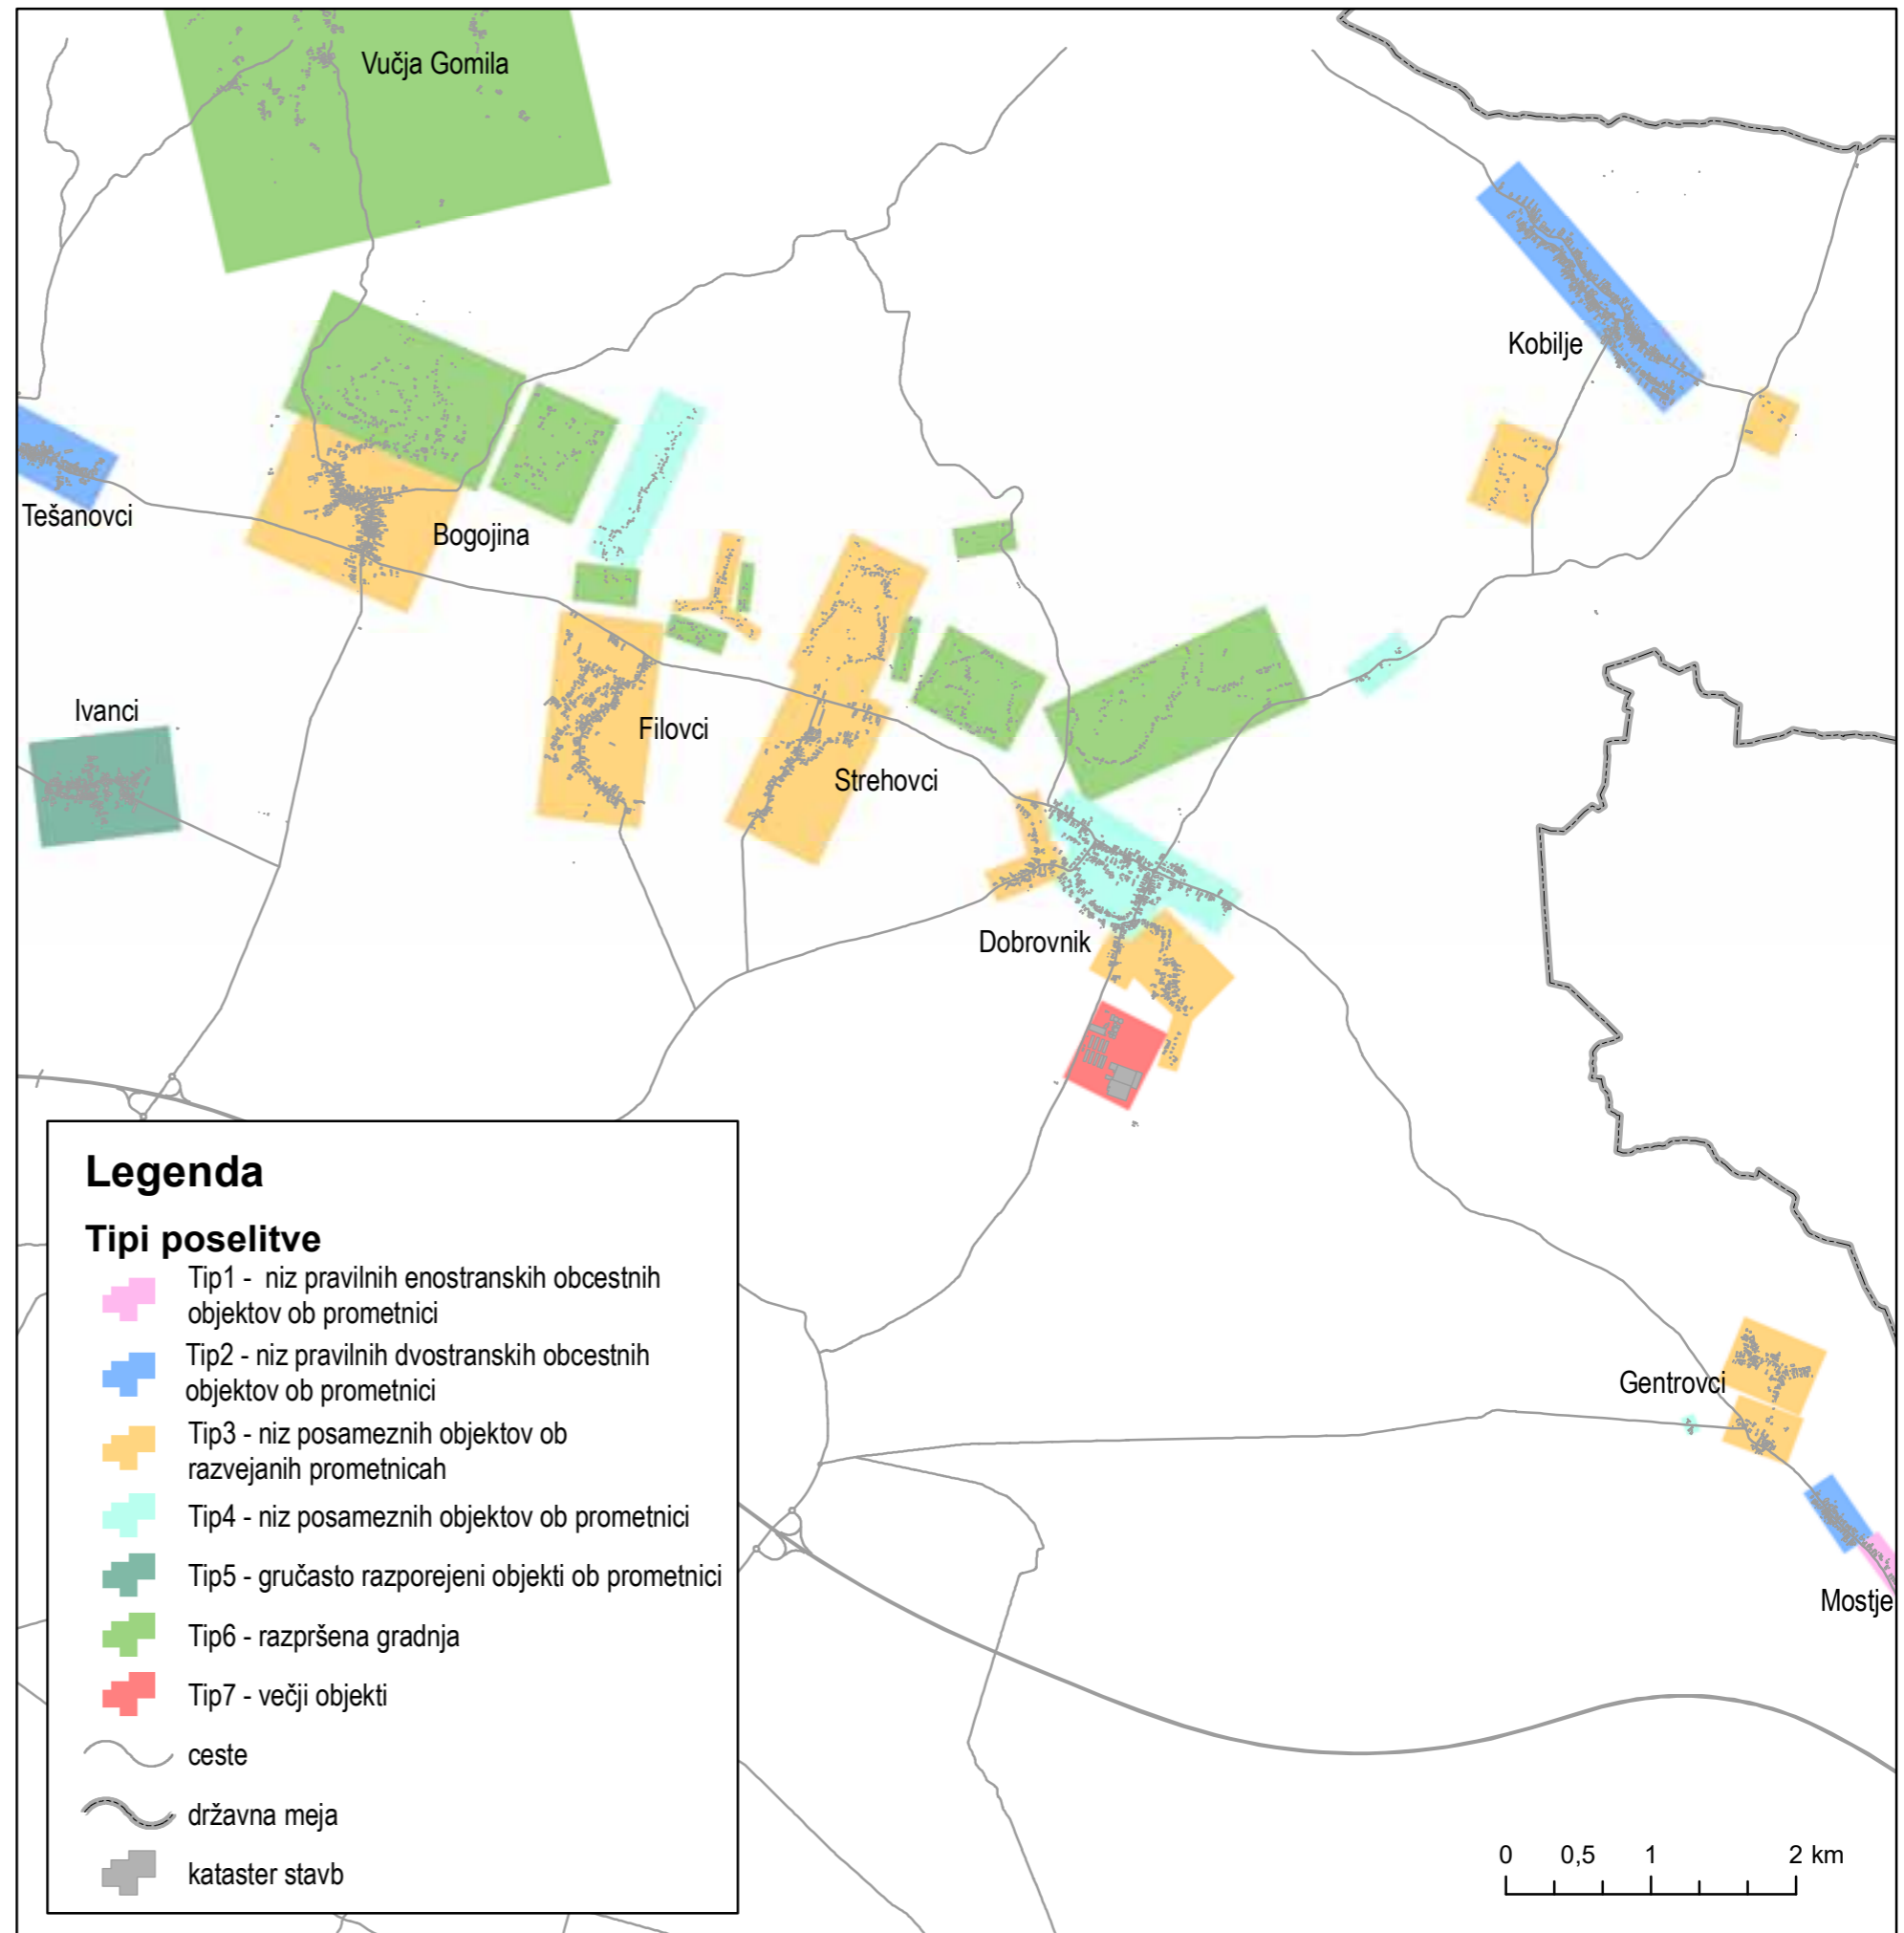 Vučja Gomila
Kobilje
Tešanovci
Bogojina
Ivanci
Filovci
Strehovci
Dobrovnik
Gentrovci
Mostje
Legenda
Tipi poselitve
Tip1 - niz pravilnih enostranskih obcestnih
objektov ob prometnici
Tip2 - niz pravilnih dvostranskih obcestnih
objektov ob prometnici
Tip3 - niz posameznih objektov ob
razvejanih prometnicah
Tip4 - niz posameznih objektov ob prometnici
Tip5 - gručasto razporejeni objekti ob prometnici
Tip6 - razpršena gradnja
Tip7 - večji objekti
ceste
državna meja
kataster stavb
0 0,5 1 2 km